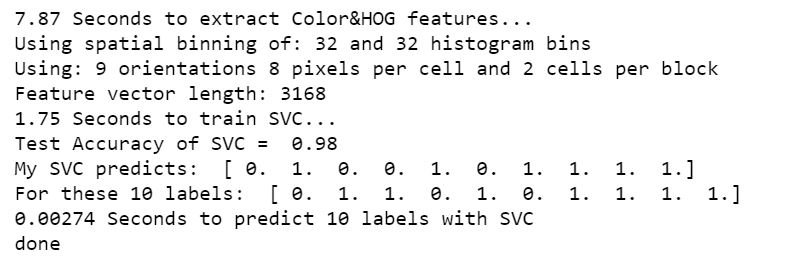 7.87 Seconds to extract Color&HOG features...
Using spatial binning of: 32 and 32 histogram bins
Using: 9 orientations 8 pixels per cell and 2 cells per block
Feature vector length: 3168
1.75 Seconds to train SVC...
Test Accuracy of SVC =  0.98
My SVC predicts:  [ 0.  1.  0.  0.  1.  0.  1.  1.  1.  1.]
For these 10 labels:  [ 0.  1.  1.  0.  1.  0.  1.  1.  1.  1.]
0.00274 Seconds to predict 10 labels with SVC
done